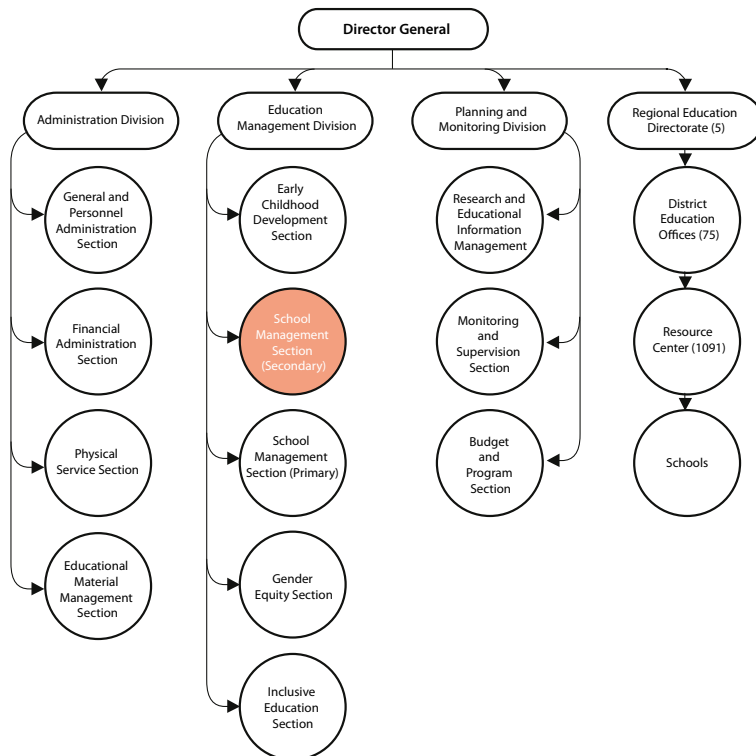 Director General
Administration Division
Education
Management Division
Planning and
Monitoring Division
Regional Education
Directorate (5)
General and
Personnel
Administration
Section
Financial
Administration
Section
Physical
Service Section
Educational
Material
Management
Section
Early
Childhood
Development
Section
School
Management
Section
(Secondary)
School
Management
Section (Primary)
Gender
Equity Section
Inclusive
Education
Section
Research and
Educational
Information
Management
Monitoring
and
Supervision
Section
Budget
and
Program
Section
District
Education
Offices (75)
Resource
Center (1091)
Schools